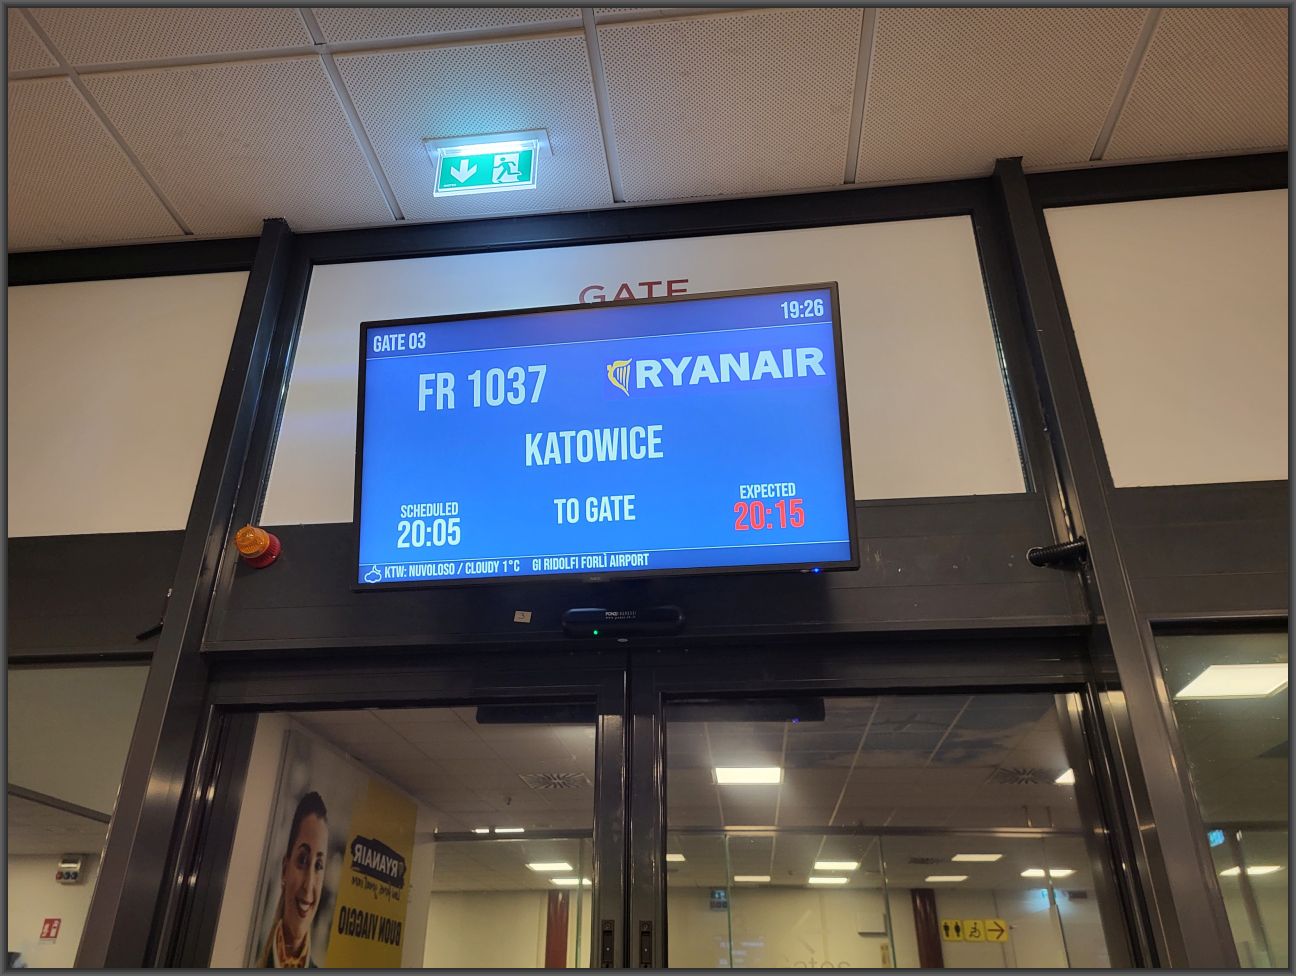 GATE
GATE 03
19:26
FR 1037
RYANAIR
KATOWICE
SCHEDULED
20:05
TO GATE
EXPECTED
20:15
KTW: NUVOLOSO / CLOUDY 1°C GI RIDOLFI FORLÌ AIRPORT
3
RYANAIR
BUON VIAGGIO